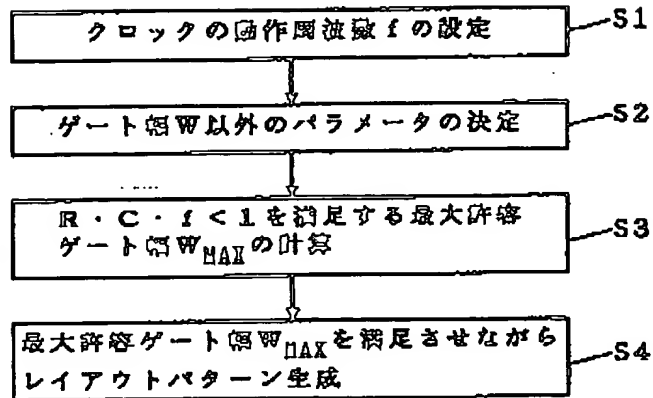 クロックの動作周波数fの設定
S1
ゲート幅W以外のパラメータの決定
S2
R・C・f<1を満足する最大許容
ゲート幅WMAXの計算
S3
最大許容ゲート幅WMAXを満足させながら
レイアウトパターン生成
S4